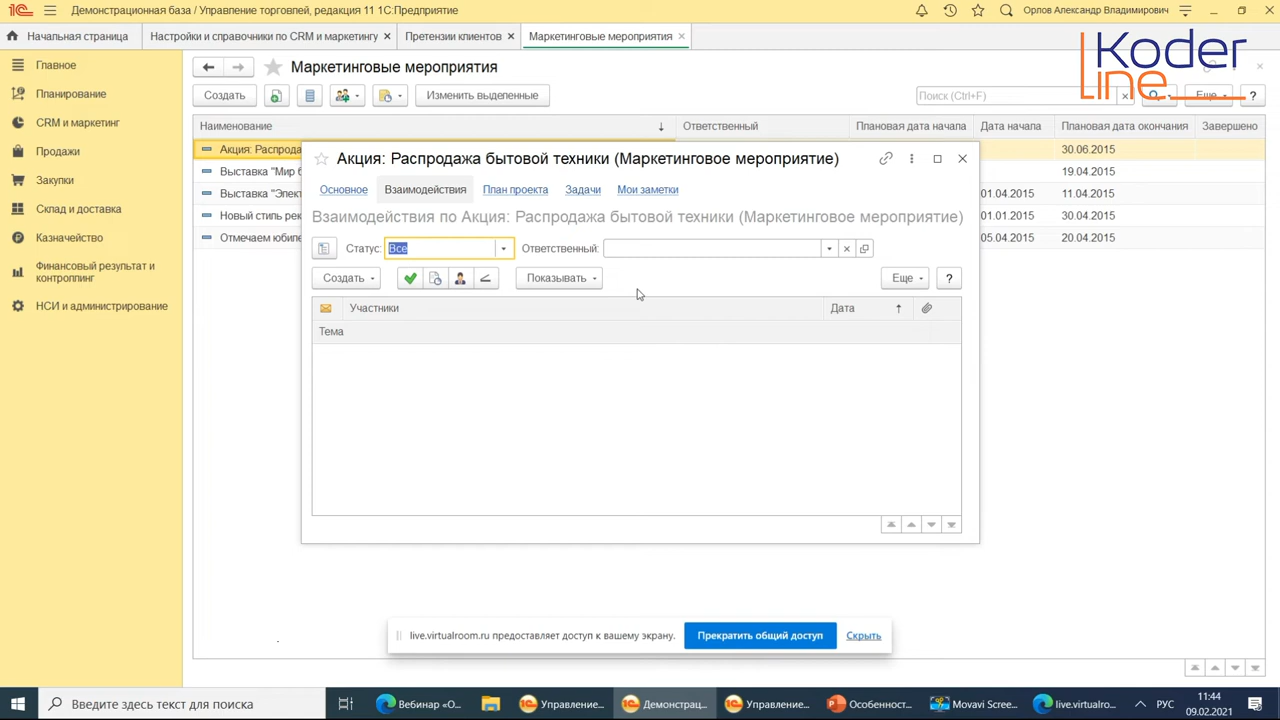 Демонстрационная база / Управление торговлей, редакция 11 1С:Предприятие
Орлов Александр Владимирович
Начальная страница
Настройки и справочники по CRM и маркетингу
Претензии клиентов
Маркетинговые мероприятия
Koder
Line
Главное
Планирование
CRM и маркетинг
Продажи
Закупки
Склад и доставка
Казначейство
Финансовый результат и
контроллинг
НСИ и администрирование
Маркетинговые мероприятия
Создать
Изменить выделенные
Поиск (Ctrl+F)
Еще
?
Наименование
Ответственный
Плановая дата начала
Дата начала
Плановая дата окончания
Завершено
Акция: Распрода
30.06.2015
Выставка "Мир б
19.04.2015
Выставка "Элект
01.04.2015
11.04.2015
Новый стиль рек
01.01.2015
30.04.2015
Отмечаем юбиле
05.04.2015
20.04.2015
Акция: Распродажа бытовой техники (Маркетинговое мероприятие)
Основное
Взаимодействия
План проекта
Задачи
Мои заметки
Взаимодействия по Акция: Распродажа бытовой техники (Маркетинговое мероприятие)
Статус:
Все
Ответственный:
Создать
Показывать
Еще
?
Участники
Дата
Тема
live.virtualroom.ru предоставляет доступ к вашему экрану.
Прекратить общий доступ
Скрыть
Введите здесь текст для поиска
Вебинар «О...
Управление...
Демонстрац...
Управление...
Особенност...
Movavi Scree...
live.virtualro...
РУС
11:44
09.02.2021